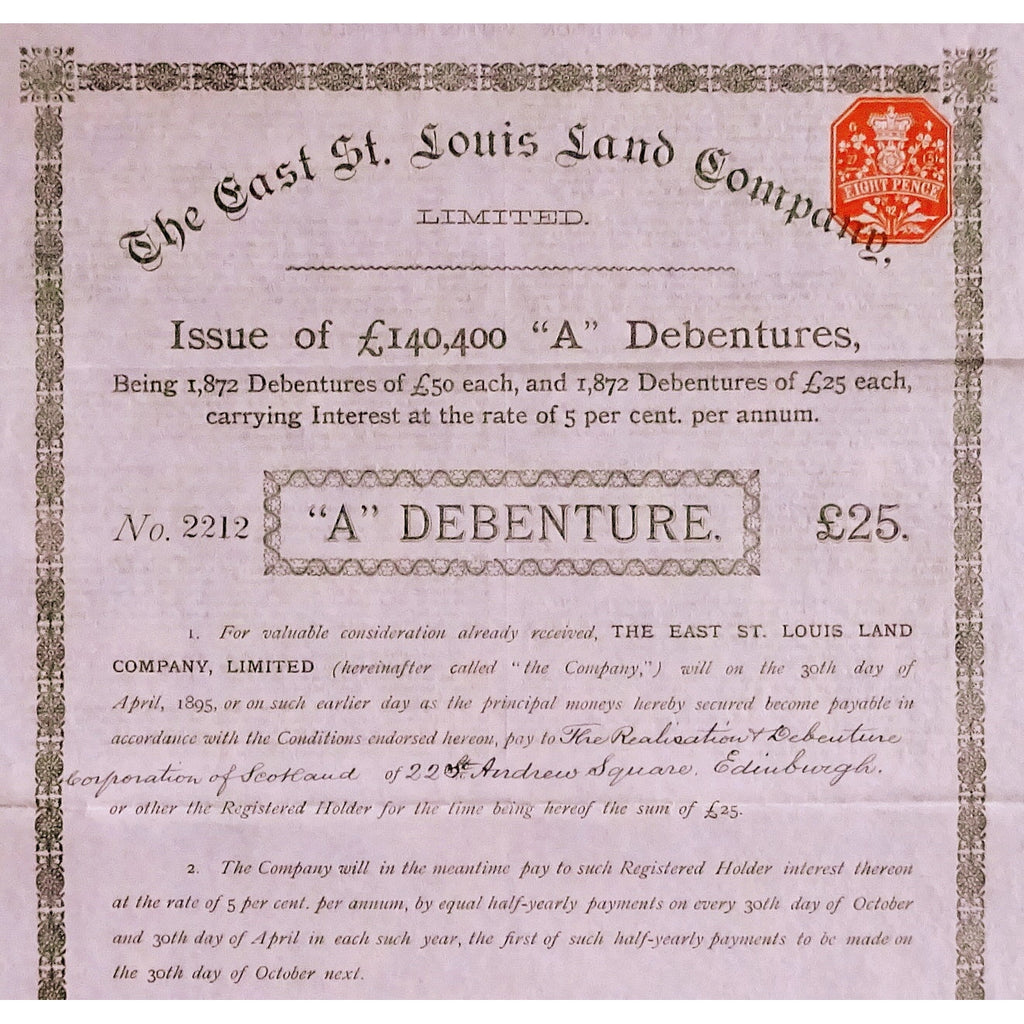 The East St. Louis Land Company,
LIMITED.
EIGHT PENCE
92
Issue of £140,400 “A” Debentures,
Being 1,872 Debentures of £50 each, and 1,872 Debentures of £25 each,
carrying Interest at the rate of 5 per cent. per annum.
No. 2212 “A” DEBENTURE. £25.
1. For valuable consideration already received, THE EAST ST. LOUIS LAND
COMPANY, LIMITED (hereinafter called “the Company,”) will on the 30th day of
April, 1895, or on such earlier day as the principal moneys hereby secured become payable in
accordance with the Conditions endorsed hereon, pay to The Realisation & Debenture
Corporation of Scotland of 22 St. Andrew Square. Edinburgh.
or other the Registered Holder for the time being hereof the sum of £25.
2. The Company will in the meantime pay to such Registered Holder interest thereon
at the rate of 5 per cent. per annum, by equal half-yearly payments on every 30th day of October
and 30th day of April in each such year, the first of such half-yearly payments to be made on
the 30th day of October next.